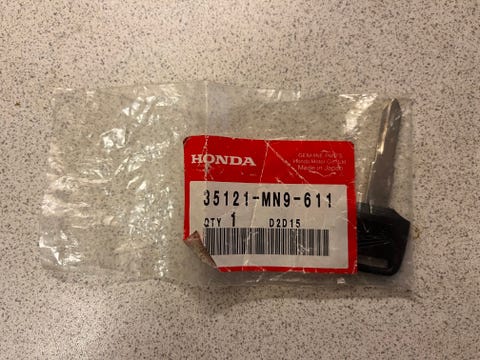 HONDA
GENUINE PARTS
Honda Motor Co., Ltd.
Made in Japan
35121-MN9-611
QTY 1 D2D15